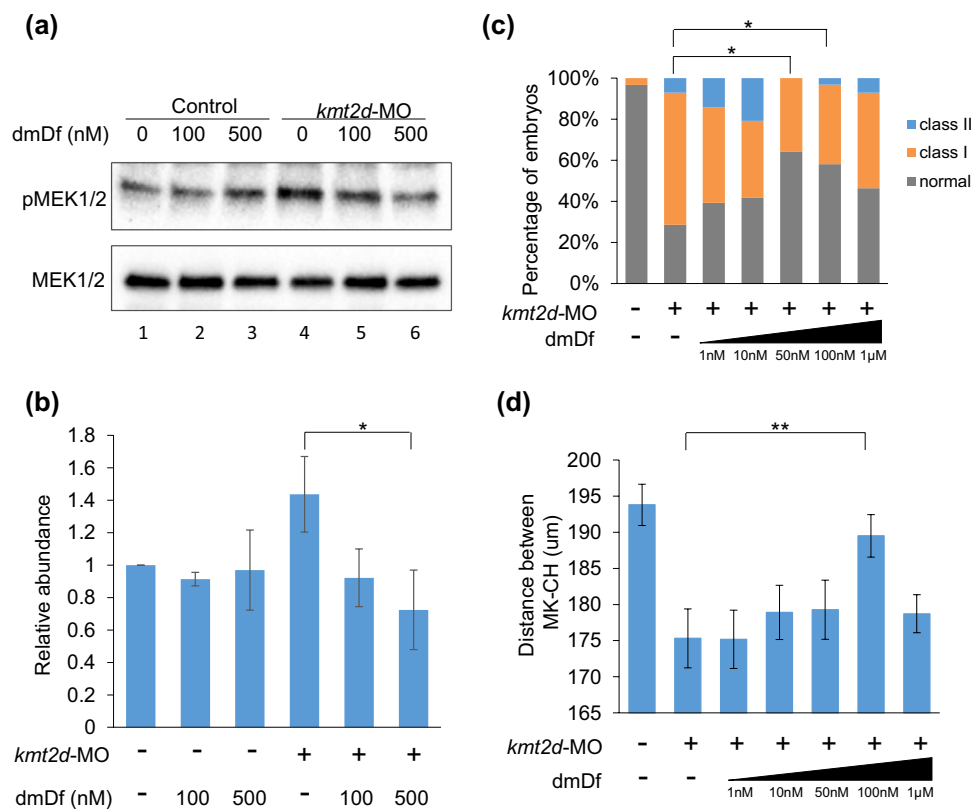 (a)
Control kmt2d-MO
dmDf (nM) 0 100 500 0 100 500
pMEK1/2
MEK1/2
1 2 3 4 5 6
(b)
*
Relative abundance
1.8
1.6
1.4
1.2
1
0.8
0.6
0.4
0.2
0
kmt2d-MO - - - + + +
dmDf (nM) - 100 500 - 100 500
(c)
*
*
Percentage of embryos
100%
80%
60%
40%
20%
0%
class II
class I
normal
kmt2d-MO - + + + + + +
dmDf - - 1nM 10nM 50nM 100nM 1µM
(d)
**
Distance between
MK-CH (um)
200
195
190
185
180
175
170
165
kmt2d-MO - + + + + + +
dmDf - - 1nM 10nM 50nM 100nM 1µM